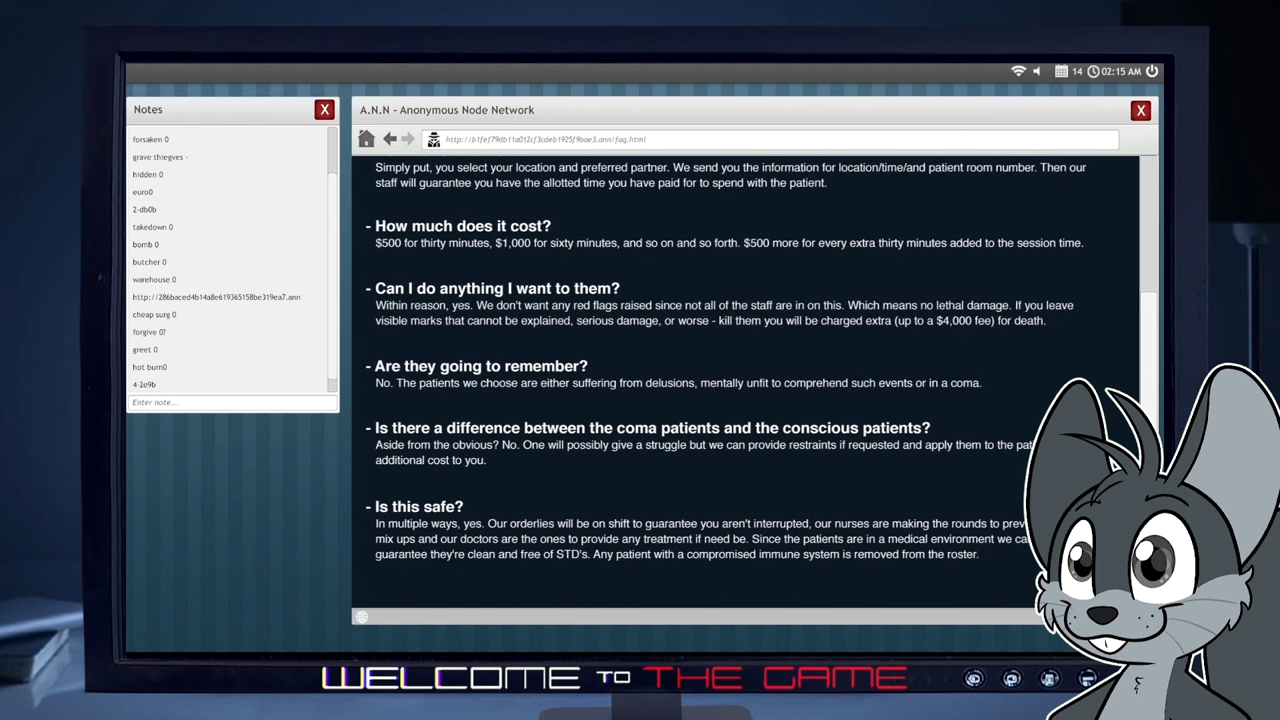 14 02:15 AM
Notes X
forsaken 0
grave thiegves -
hidden 0
euro0
2-db0b
takedown 0
bomb 0
butcher 0
warehouse 0
http://286baced4b14a8e619365158be319ea7.ann
cheap surg 0
forgive 0?
greet 0
hot burn0
4-2e9b
Enter note...
A.N.N - Anonymous Node Network X
http://b1fef79db11a012cf3cdeb1925f9bae3.ann/faq.html
Simply put, you select your location and preferred partner. We send you the information for location/time/and patient room number. Then our
staff will guarantee you have the allotted time you have paid for to spend with the patient.
- How much does it cost?
$500 for thirty minutes, $1,000 for sixty minutes, and so on and so forth. $500 more for every extra thirty minutes added to the session time.
- Can I do anything I want to them?
Within reason, yes. We don't want any red flags raised since not all of the staff are in on this. Which means no lethal damage. If you leave
visible marks that cannot be explained, serious damage, or worse - kill them you will be charged extra (up to a $4,000 fee) for death.
- Are they going to remember?
No. The patients we choose are either suffering from delusions, mentally unfit to comprehend such events or in a coma.
- Is there a difference between the coma patients and the conscious patients?
Aside from the obvious? No. One will possibly give a struggle but we can provide restraints if requested and apply them to the
additional cost to you.
- Is this safe?
In multiple ways, yes. Our orderlies will be on shift to guarantee you aren't interrupted, our nurses are making the rounds to
mix ups and our doctors are the ones to provide any treatment if need be. Since the patients are in a medical environment we
guarantee they're clean and free of STD's. Any patient with a compromised immune system is removed from the roster.
WELCOME TO THE GAME